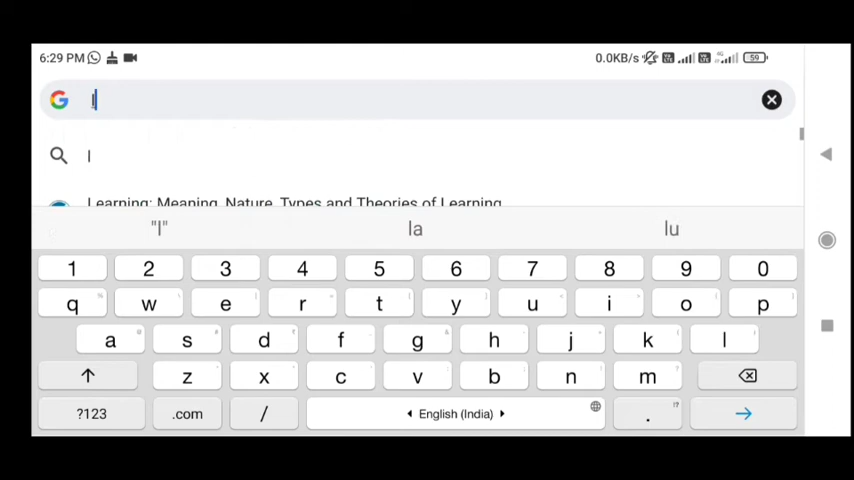 6:29 PM 0.0KB/s 4G 59
l
l
Learning: Meaning, Nature, Types and Theories of Learning
"l" la lu
1 2 3 4 5 6 7 8 9 0
q w e r t y u i o p
a s d f g h j k l
z x c v b n m
?123 .com / English (India) . !?